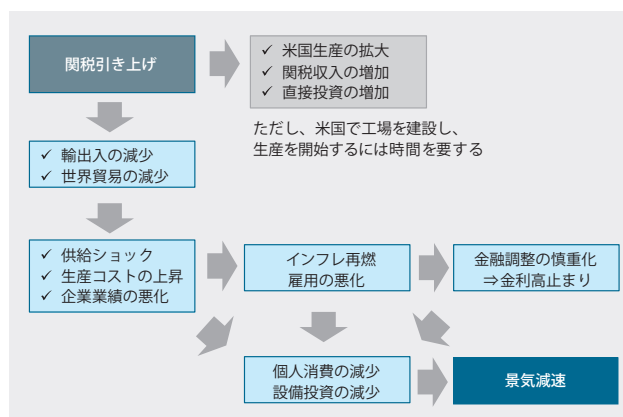 関税引き上げ
✓ 米国生産の拡大
✓ 関税収入の増加
✓ 直接投資の増加
ただし、米国で工場を建設し、
生産を開始するには時間を要する
✓ 輸出入の減少
✓ 世界貿易の減少
✓ 供給ショック
✓ 生産コストの上昇
✓ 企業業績の悪化
インフレ再燃
雇用の悪化
金融調整の慎重化
⇒金利高止まり
個人消費の減少
設備投資の減少
景気減速